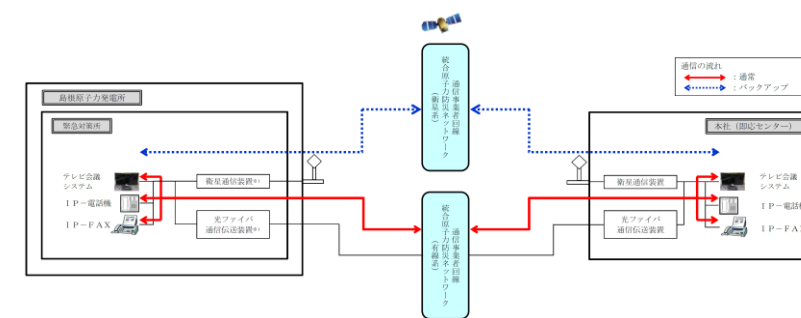 通信の流れ
：通常
：バックアップ
島根原子力発電所
緊急対策所
テレビ会議
システム
ＩＰ－電話機
ＩＰ－ＦＡＸ
衛星通信装置※1
光ファイバ
通信伝送装置※1
通信事業者回線
統合原子力防災ネットワーク
（衛星系）
通信事業者回線
統合原子力防災ネットワーク
（有線系）
本社（即応センター）
衛星通信装置
光ファイバ
通信伝送装置
テレビ会議
システム
ＩＰ－電話機
ＩＰ－ＦＡＸ